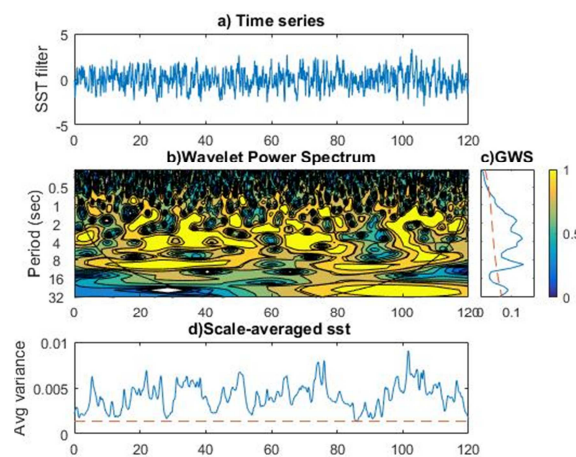 a) Time series
5
0
-5
SST filter
0 20 40 60 80 100 120
b)Wavelet Power Spectrum
c)GWS
0.5
1
2
4
8
16
32
Period (sec)
0 20 40 60 80 100 120
0 0.1
1
0.5
0
d)Scale-averaged sst
0.01
0.005
0
Avg variance
0 20 40 60 80 100 120